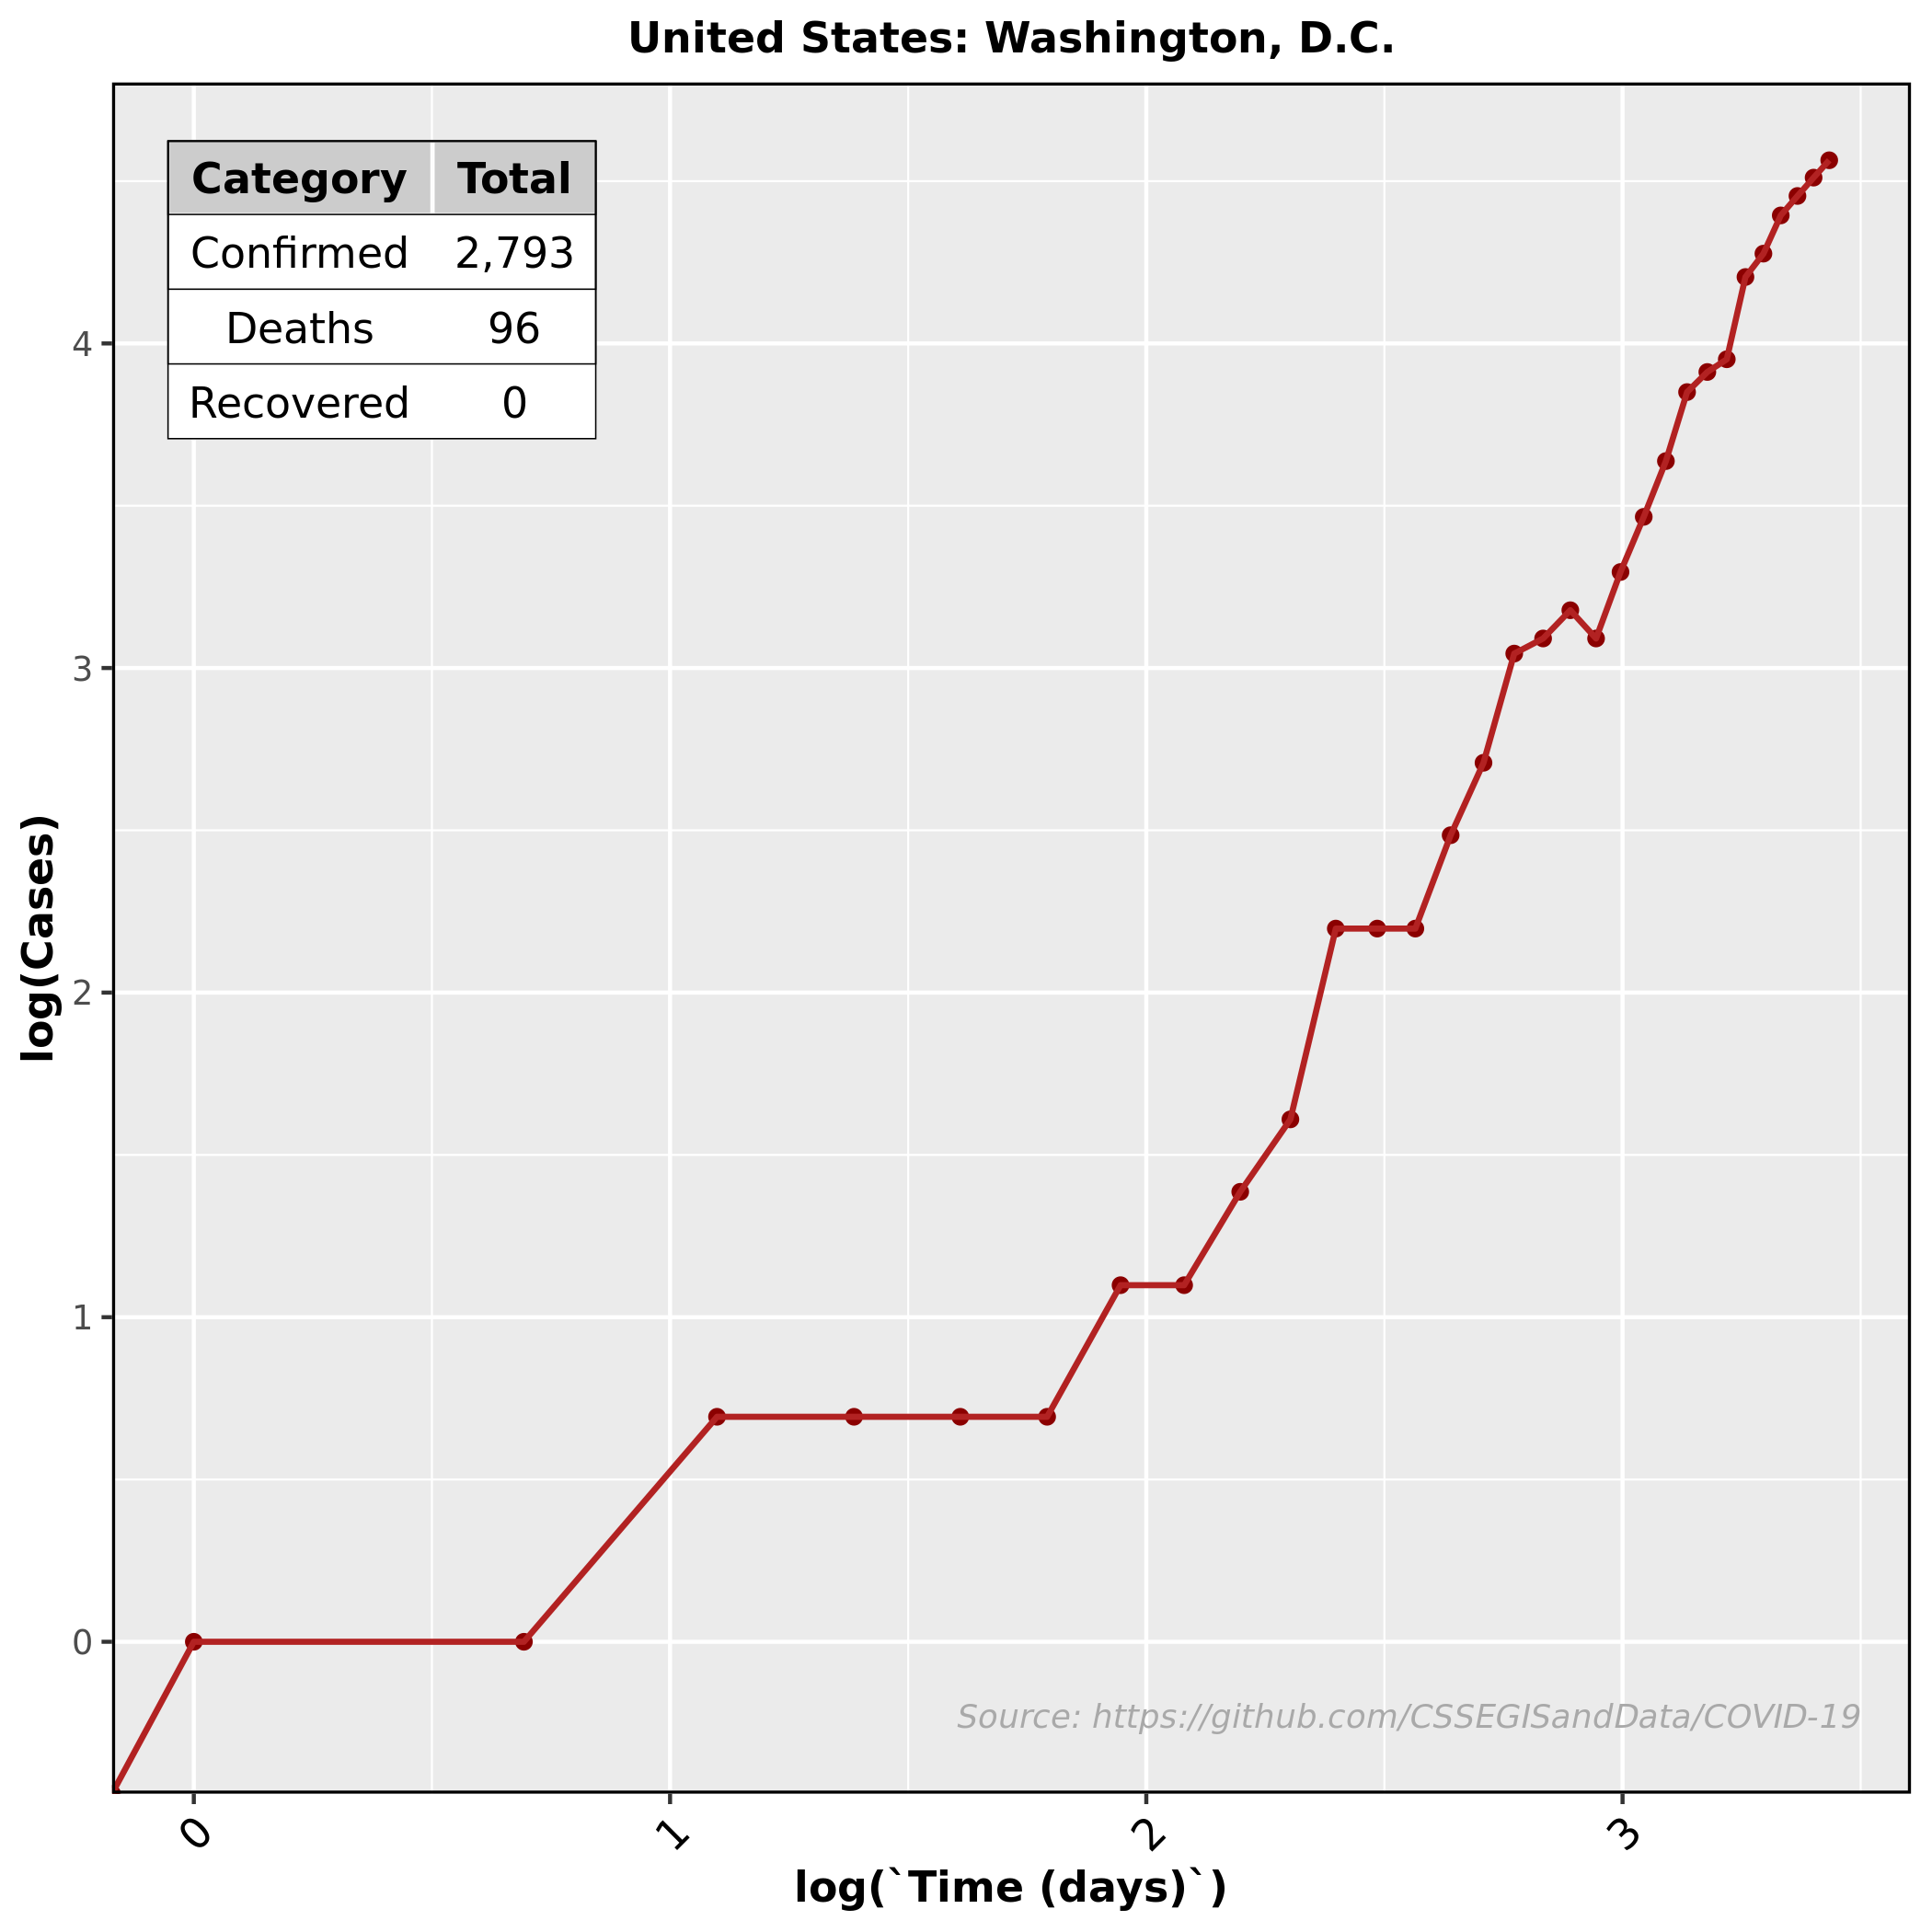 United States: Washington, D.C.
Category Total
Confirmed 2,793
Deaths 96
Recovered 0
4
3
2
1
0
log(Cases)
Source: https://github.com/CSSEGISandData/COVID-19
0 1 2 3
log(`Time (days)`)